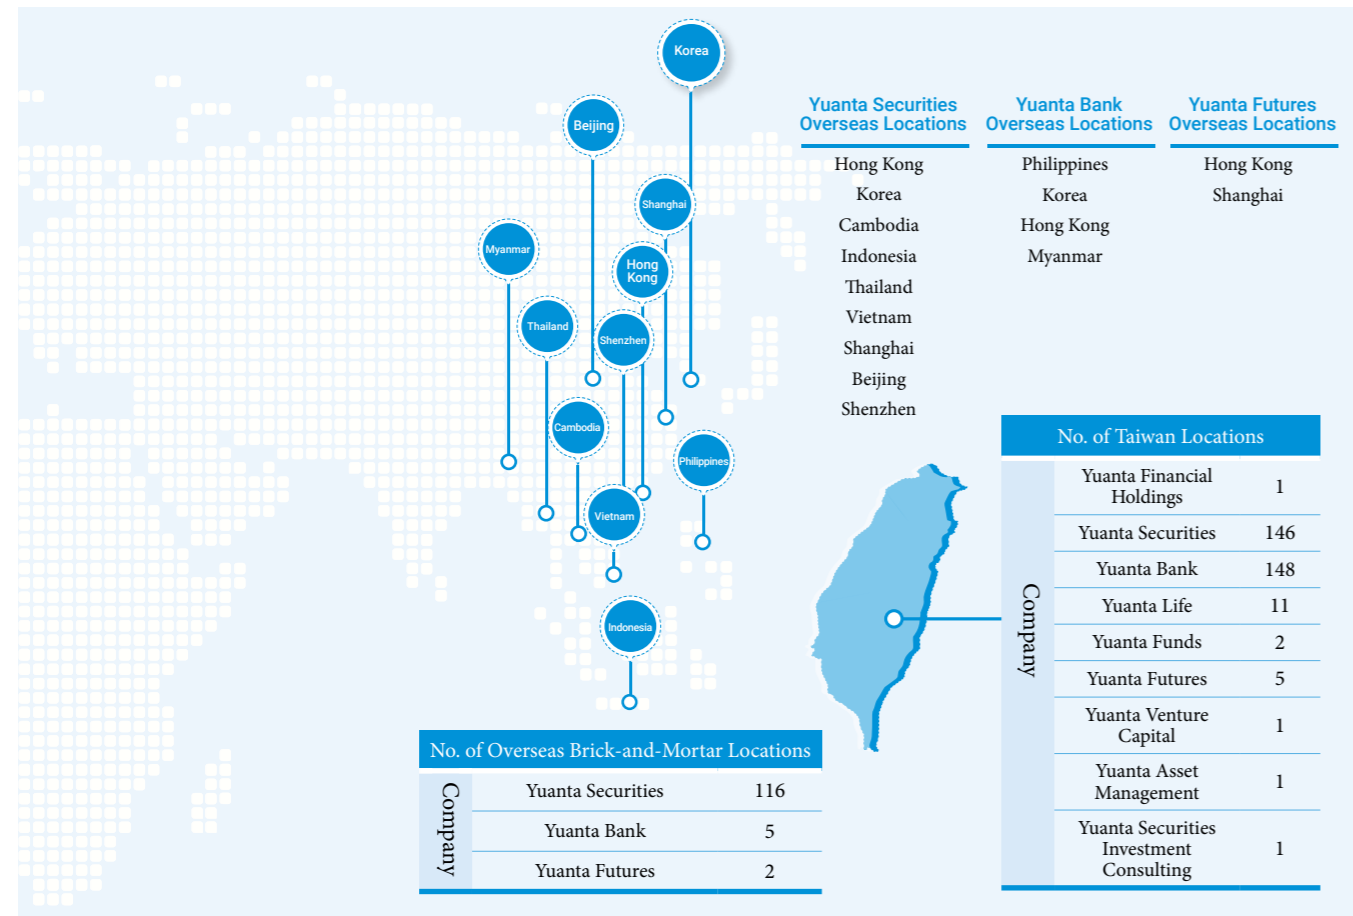 Korea
Beijing
Shanghai
Myanmar
Hong
Kong
Thailand
Shenzhen
Cambodia
Philippines
Vietnam
Indonesia
Yuanta Securities
Overseas Locations
Hong Kong
Korea
Cambodia
Indonesia
Thailand
Vietnam
Shanghai
Beijing
Shenzhen
Yuanta Bank
Overseas Locations
Philippines
Korea
Hong Kong
Myanmar
Yuanta Futures
Overseas Locations
Hong Kong
Shanghai
No. of Taiwan Locations
Company
Yuanta Financial
Holdings 1
Yuanta Securities 146
Yuanta Bank 148
Yuanta Life 11
Yuanta Funds 2
Yuanta Futures 5
Yuanta Venture
Capital 1
Yuanta Asset
Management 1
Yuanta Securities
Investment 1
Consulting
No. of Overseas Brick-and-Mortar Locations
Company
Yuanta Securities 116
Yuanta Bank 5
Yuanta Futures 2